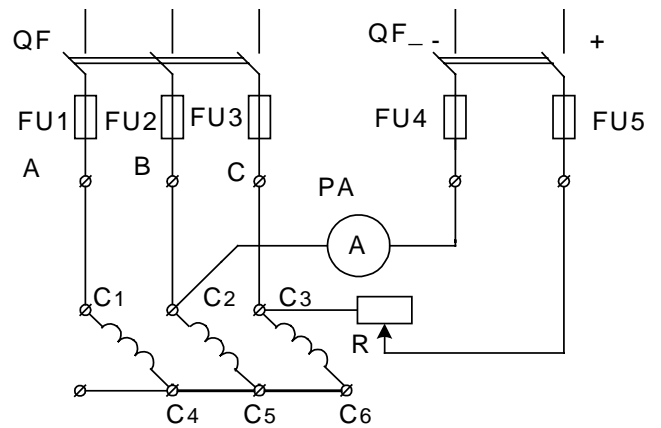 QF QF_ - +
FU1 FU2 FU3 FU4 FU5
A B C
PA
A
C1 C2 C3
R
C4 C5 C6